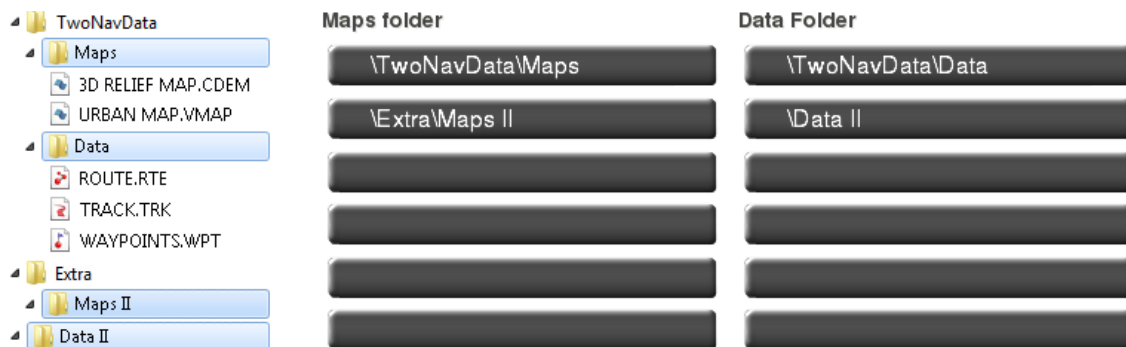 TwoNavData
Maps
3D RELIEF MAP.CDEM
URBAN MAP.VMAP
Data
ROUTE.RTE
TRACK.TRK
WAYPOINTS.WPT
Extra
Maps II
Data II
Maps folder
\TwoNavData\Maps
\Extra\Maps II
Data Folder
\TwoNavData\Data
\Data II